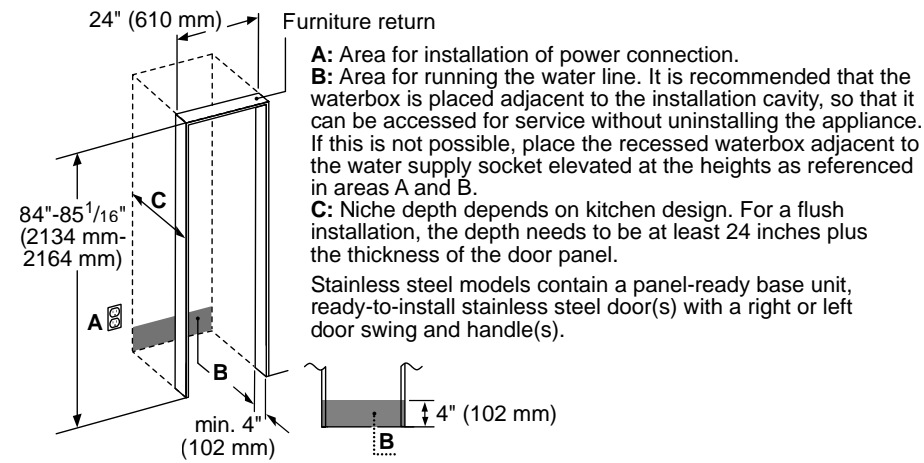 24" (610 mm)
Furniture return
A: Area for installation of power connection.
B: Area for running the water line. It is recommended that the
waterbox is placed adjacent to the installation cavity, so that it
can be accessed for service without uninstalling the appliance.
If this is not possible, place the recessed waterbox adjacent to
the water supply socket elevated at the heights as referenced
in areas A and B.
C: Niche depth depends on kitchen design. For a flush
installation, the depth needs to be at least 24 inches plus
the thickness of the door panel.
Stainless steel models contain a panel-ready base unit,
ready-to-install stainless steel door(s) with a right or left
door swing and handle(s).
C
84"-85 1/16"
(2134 mm-
2164 mm)
A
B
min. 4"
(102 mm)
4" (102 mm)
B